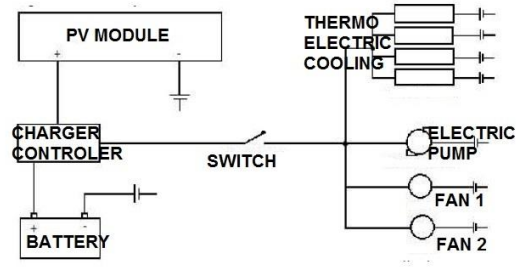 PV MODULE
+ -
THERMO
ELECTRIC
COOLING
CHARGER
CONTROLER
SWITCH
ELECTRIC
PUMP
FAN 1
+ -
BATTERY
FAN 2